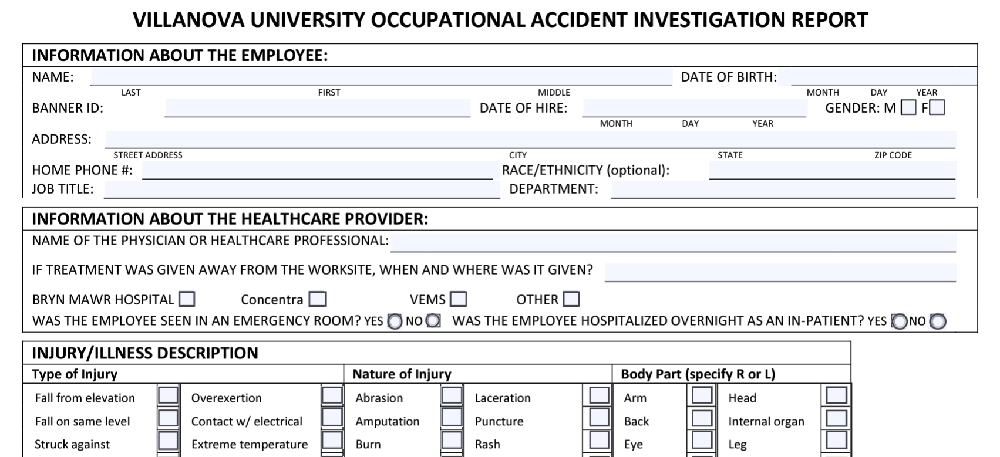 VILLANOVA UNIVERSITY OCCUPATIONAL ACCIDENT INVESTIGATION REPORT
INFORMATION ABOUT THE EMPLOYEE:
NAME: DATE OF BIRTH:
LAST FIRST MIDDLE MONTH DAY YEAR
BANNER ID: DATE OF HIRE: GENDER: M F
MONTH DAY YEAR
ADDRESS:
STREET ADDRESS CITY STATE ZIP CODE
HOME PHONE #: RACE/ETHNICITY (optional):
JOB TITLE: DEPARTMENT:
INFORMATION ABOUT THE HEALTHCARE PROVIDER:
NAME OF THE PHYSICIAN OR HEALTHCARE PROFESSIONAL:
IF TREATMENT WAS GIVEN AWAY FROM THE WORKSITE, WHEN AND WHERE WAS IT GIVEN?
BRYN MAWR HOSPITAL Concentra VEMS OTHER
WAS THE EMPLOYEE SEEN IN AN EMERGENCY ROOM? YES NO WAS THE EMPLOYEE HOSPITALIZED OVERNIGHT AS AN IN-PATIENT? YES NO
INJURY/ILLNESS DESCRIPTION
Type of Injury Nature of Injury Body Part (specify R or L)
Fall from elevation Overexertion Abrasion Laceration Arm Head
Fall on same level Contact w/ electrical Amputation Puncture Back Internal organ
Struck against Extreme temperature Burn Rash Eye Leg